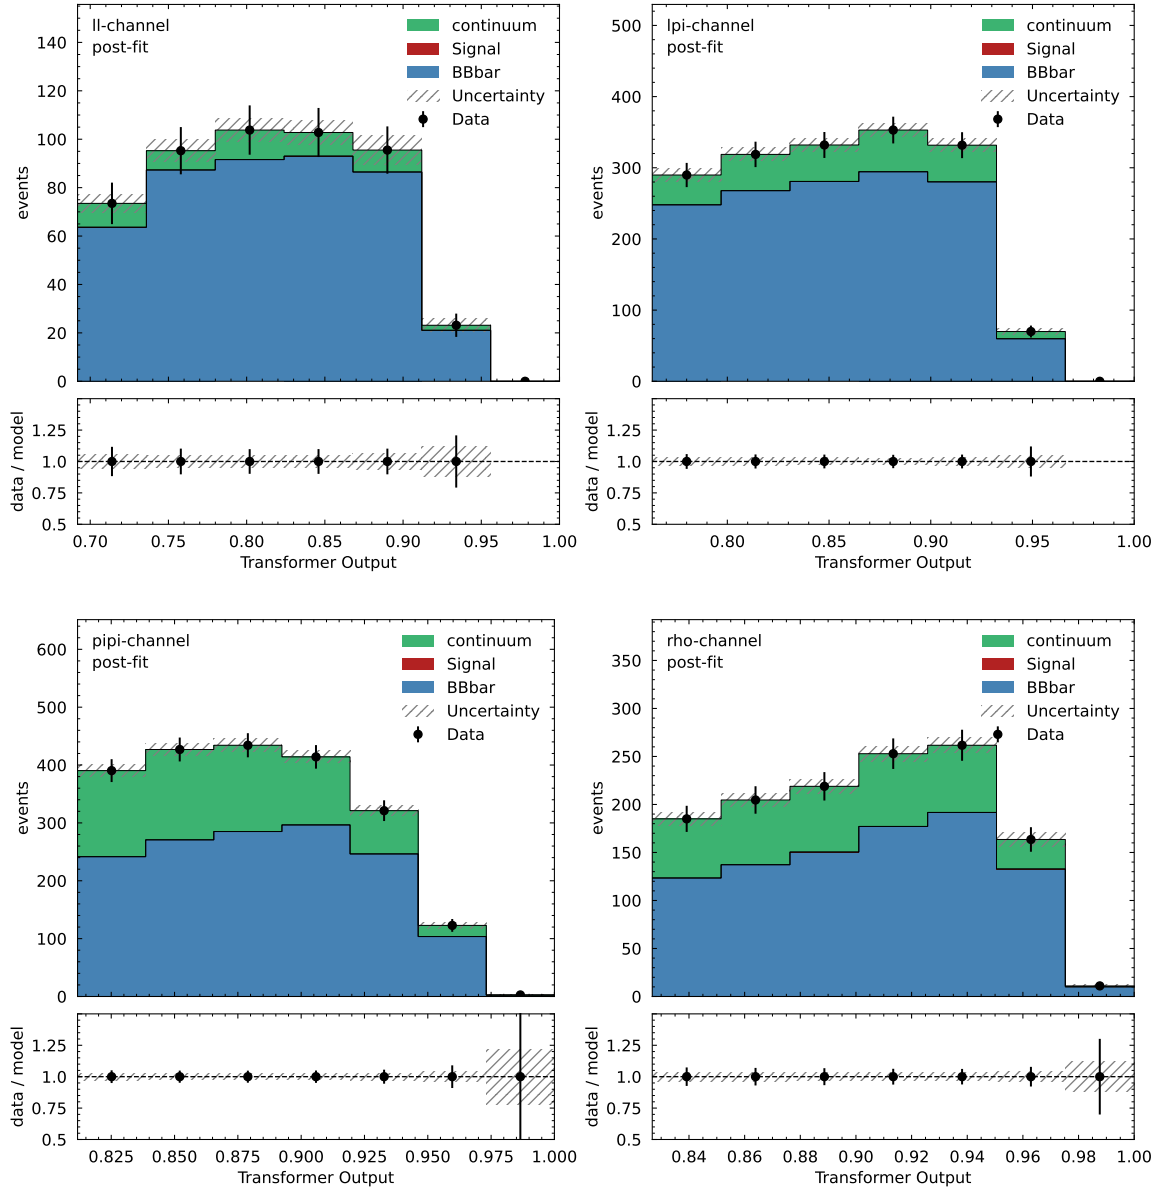 ll-channel
post-fit
continuum
Signal
BBbar
Uncertainty
Data
events
0
20
40
60
80
100
120
140
data / model
0.5
0.75
1.0
1.25
0.70 0.75 0.80 0.85 0.90 0.95 1.00
Transformer Output
lpi-channel
post-fit
continuum
Signal
BBbar
Uncertainty
Data
events
0
100
200
300
400
500
data / model
0.5
0.75
1.0
1.25
0.80 0.85 0.90 0.95 1.00
Transformer Output
pipi-channel
post-fit
continuum
Signal
BBbar
Uncertainty
Data
events
0
100
200
300
400
500
600
data / model
0.5
0.75
1.0
1.25
0.825 0.850 0.875 0.900 0.925 0.950 0.975 1.000
Transformer Output
rho-channel
post-fit
continuum
Signal
BBbar
Uncertainty
Data
events
0
50
100
150
200
250
300
350
data / model
0.5
0.75
1.0
1.25
0.84 0.86 0.88 0.90 0.92 0.94 0.96 0.98 1.00
Transformer Output